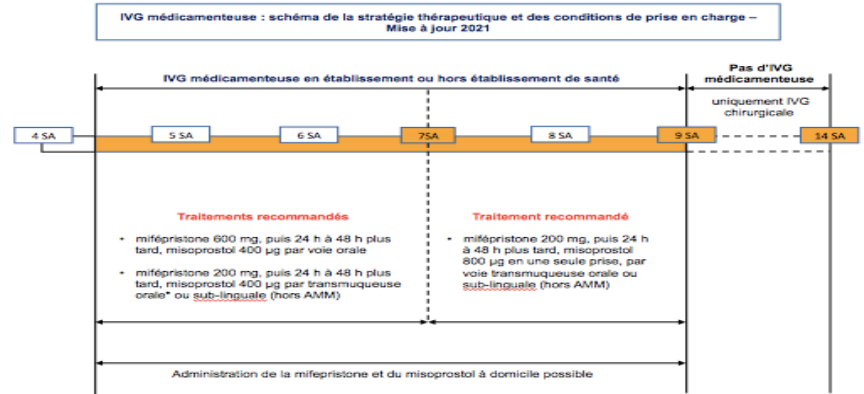 IVG médicamenteuse : schéma de la stratégie thérapeutique et des conditions de prise en charge –
Mise à jour 2021
Pas d'IVG
médicamenteuse
IVG médicamenteuse en établissement ou hors établissement de santé
uniquement IVG
chirurgicale
4 SA
5 SA
6 SA
7SA
8 SA
9 SA
14 SA
Traitements recommandés
• mifépristone 600 mg, puis 24 h à 48 h plus
tard, misoprostol 400 µg par voie orale
• mifépristone 200 mg, puis 24 h à 48 h plus
tard, misoprostol 400 µg par transmuqueuse
orale* ou sub-linguale (hors AMM)
Traitement recommandé
• mifépristone 200 mg, puis 24 h
à 48 h plus tard, misoprostol
800 µg en une seule prise, par
voie transmuqueuse orale ou
sub-linguale (hors AMM)
Administration de la mifepristone et du misoprostol à domicile possible